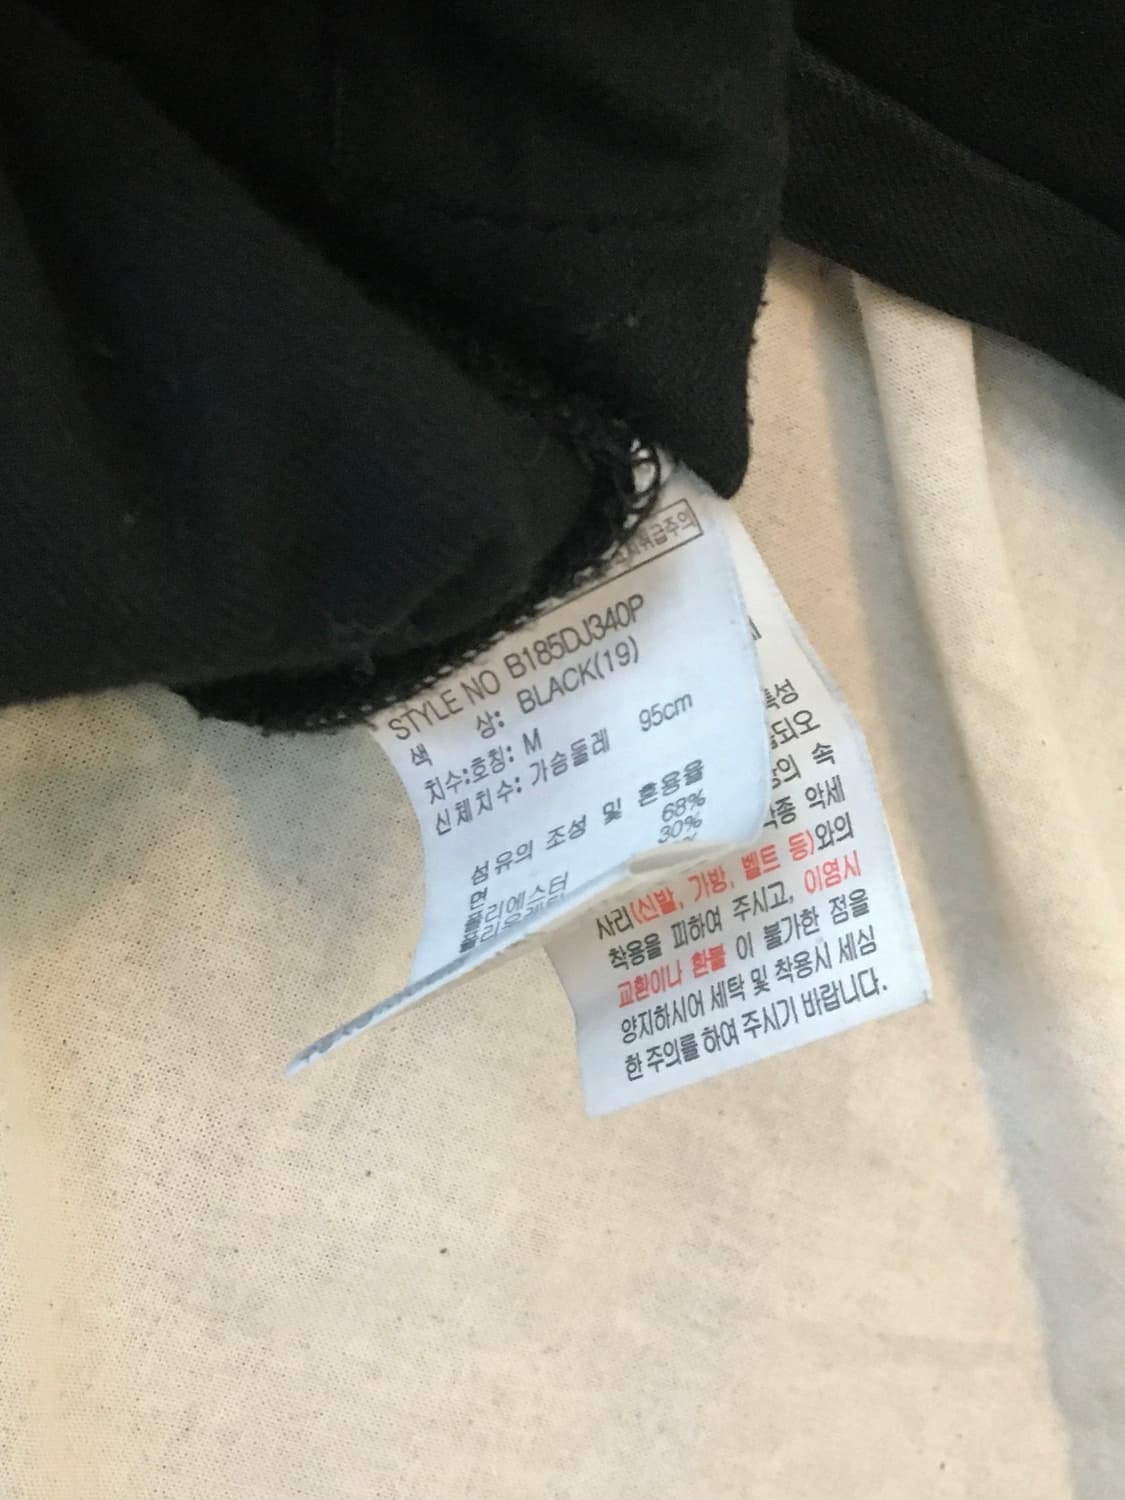 취급주의
STYLE NO B185DJ340P
색 상: BLACK(19)
치수:호칭: M
신체치수: 가슴둘레 95cm
섬유의 조성 및 혼용율
면 68%
폴리에스터 30%
특성
되오
의 속
각종 악세
사리(신발, 가방, 벨트 등)와의
착용을 피하여 주시고, 이염시
교환이나 환불 이 불가한 점을
양지하시어 세탁 및 착용시 세심
한 주의를 하여 주시기 바랍니다.